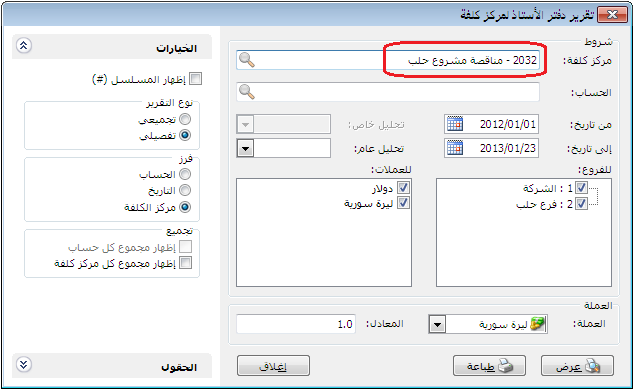 تقرير دفتر الأستاذ لمركز كلفة
شروط
مركز كلفة: 2032 - مناقصة مشروع حلب
الحساب:
من تاريخ: 2012/01/01 تحليل خاص:
إلى تاريخ: 2013/01/23 تحليل عام:
للفروع: للعملات:
1 : الشركة
2 : فرع حلب
دولار
ليرة سورية
العملة
العملة: ليرة سورية المعادل: 1.0
عرض طباعة إغلاق
الخيارات
إظهار المسلسل (#)
نوع التقرير
تجميعي
تفصيلي
فرز
الحساب
التاريخ
مركز الكلفة
تجميع
إظهار مجموع كل حساب
إظهار مجموع كل مركز كلفة
الحقول